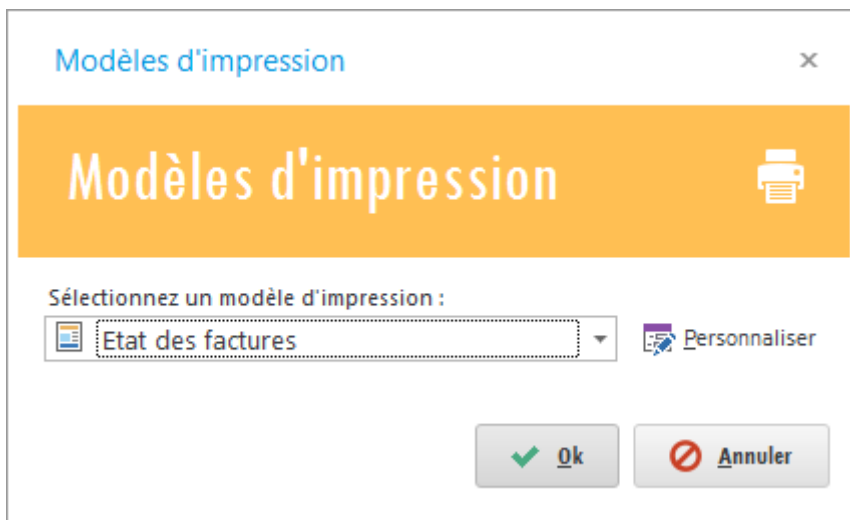 Modèles d'impression
Modèles d'impression
Sélectionnez un modèle d'impression :
Etat des factures
Personnaliser
Ok
Annuler